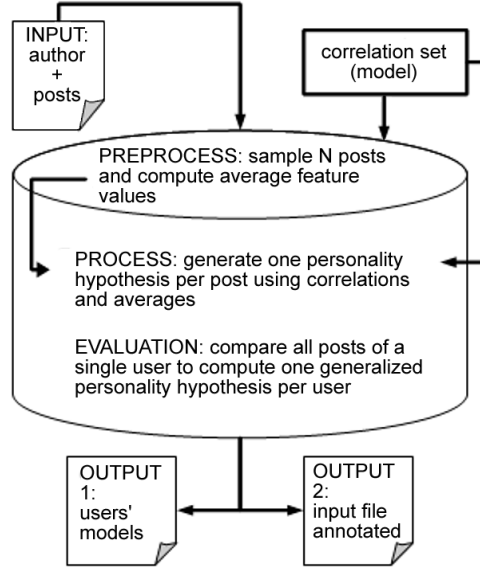 INPUT:
author
+
posts
correlation set
(model)
PREPROCESS: sample N posts
and compute average feature
values
PROCESS: generate one personality
hypothesis per post using correlations
and averages
EVALUATION: compare all posts of a
single user to compute one generalized
personality hypothesis per user
OUTPUT
1:
users'
models
OUTPUT
2:
input file
annotated